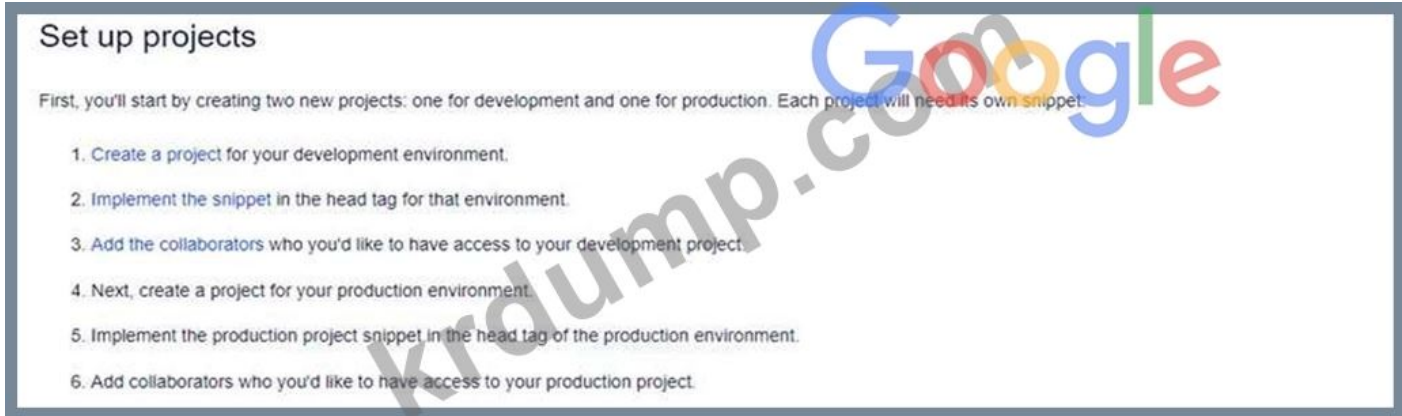 Set up projects
Google
First, you'll start by creating two new projects: one for development and one for production. Each project will need its own snippet:
1. Create a project for your development environment.
2. Implement the snippet in the head tag for that environment.
3. Add the collaborators who you'd like to have access to your development project.
4. Next, create a project for your production environment.
5. Implement the production project snippet in the head tag of the production environment.
6. Add collaborators who you'd like to have access to your production project.
krdump.com